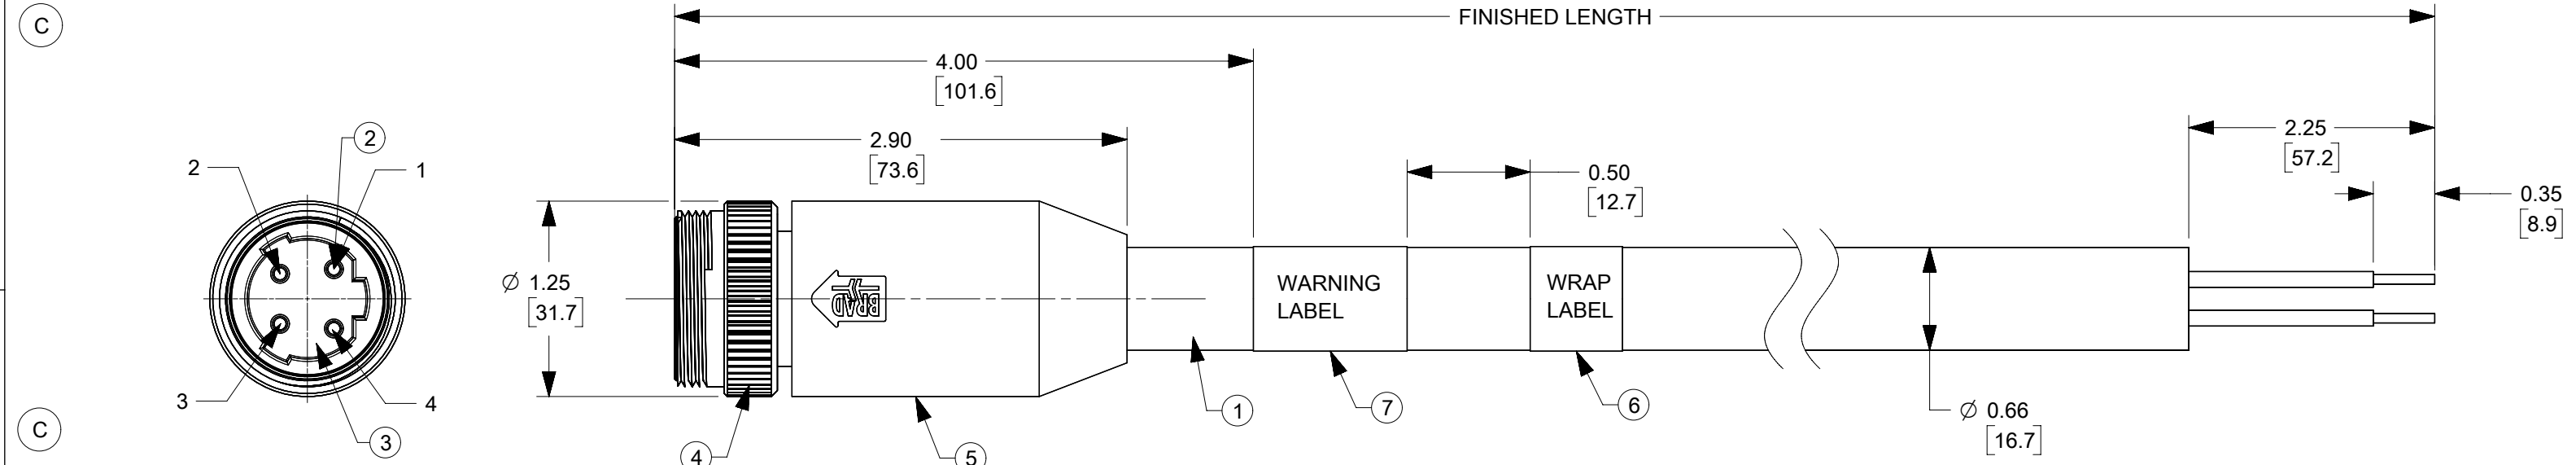 C
FINISHED LENGTH
4.00
[101.6]
2.90
[73.6]
2.25
[57.2]
0.35
[8.9]
0.50
[12.7]
2
2
1
3
4
3
Ø 1.25
[31.7]
BRAD
WARNING
LABEL
WRAP
LABEL
Ø 0.66
[16.7]
C
4
5
1
7
6